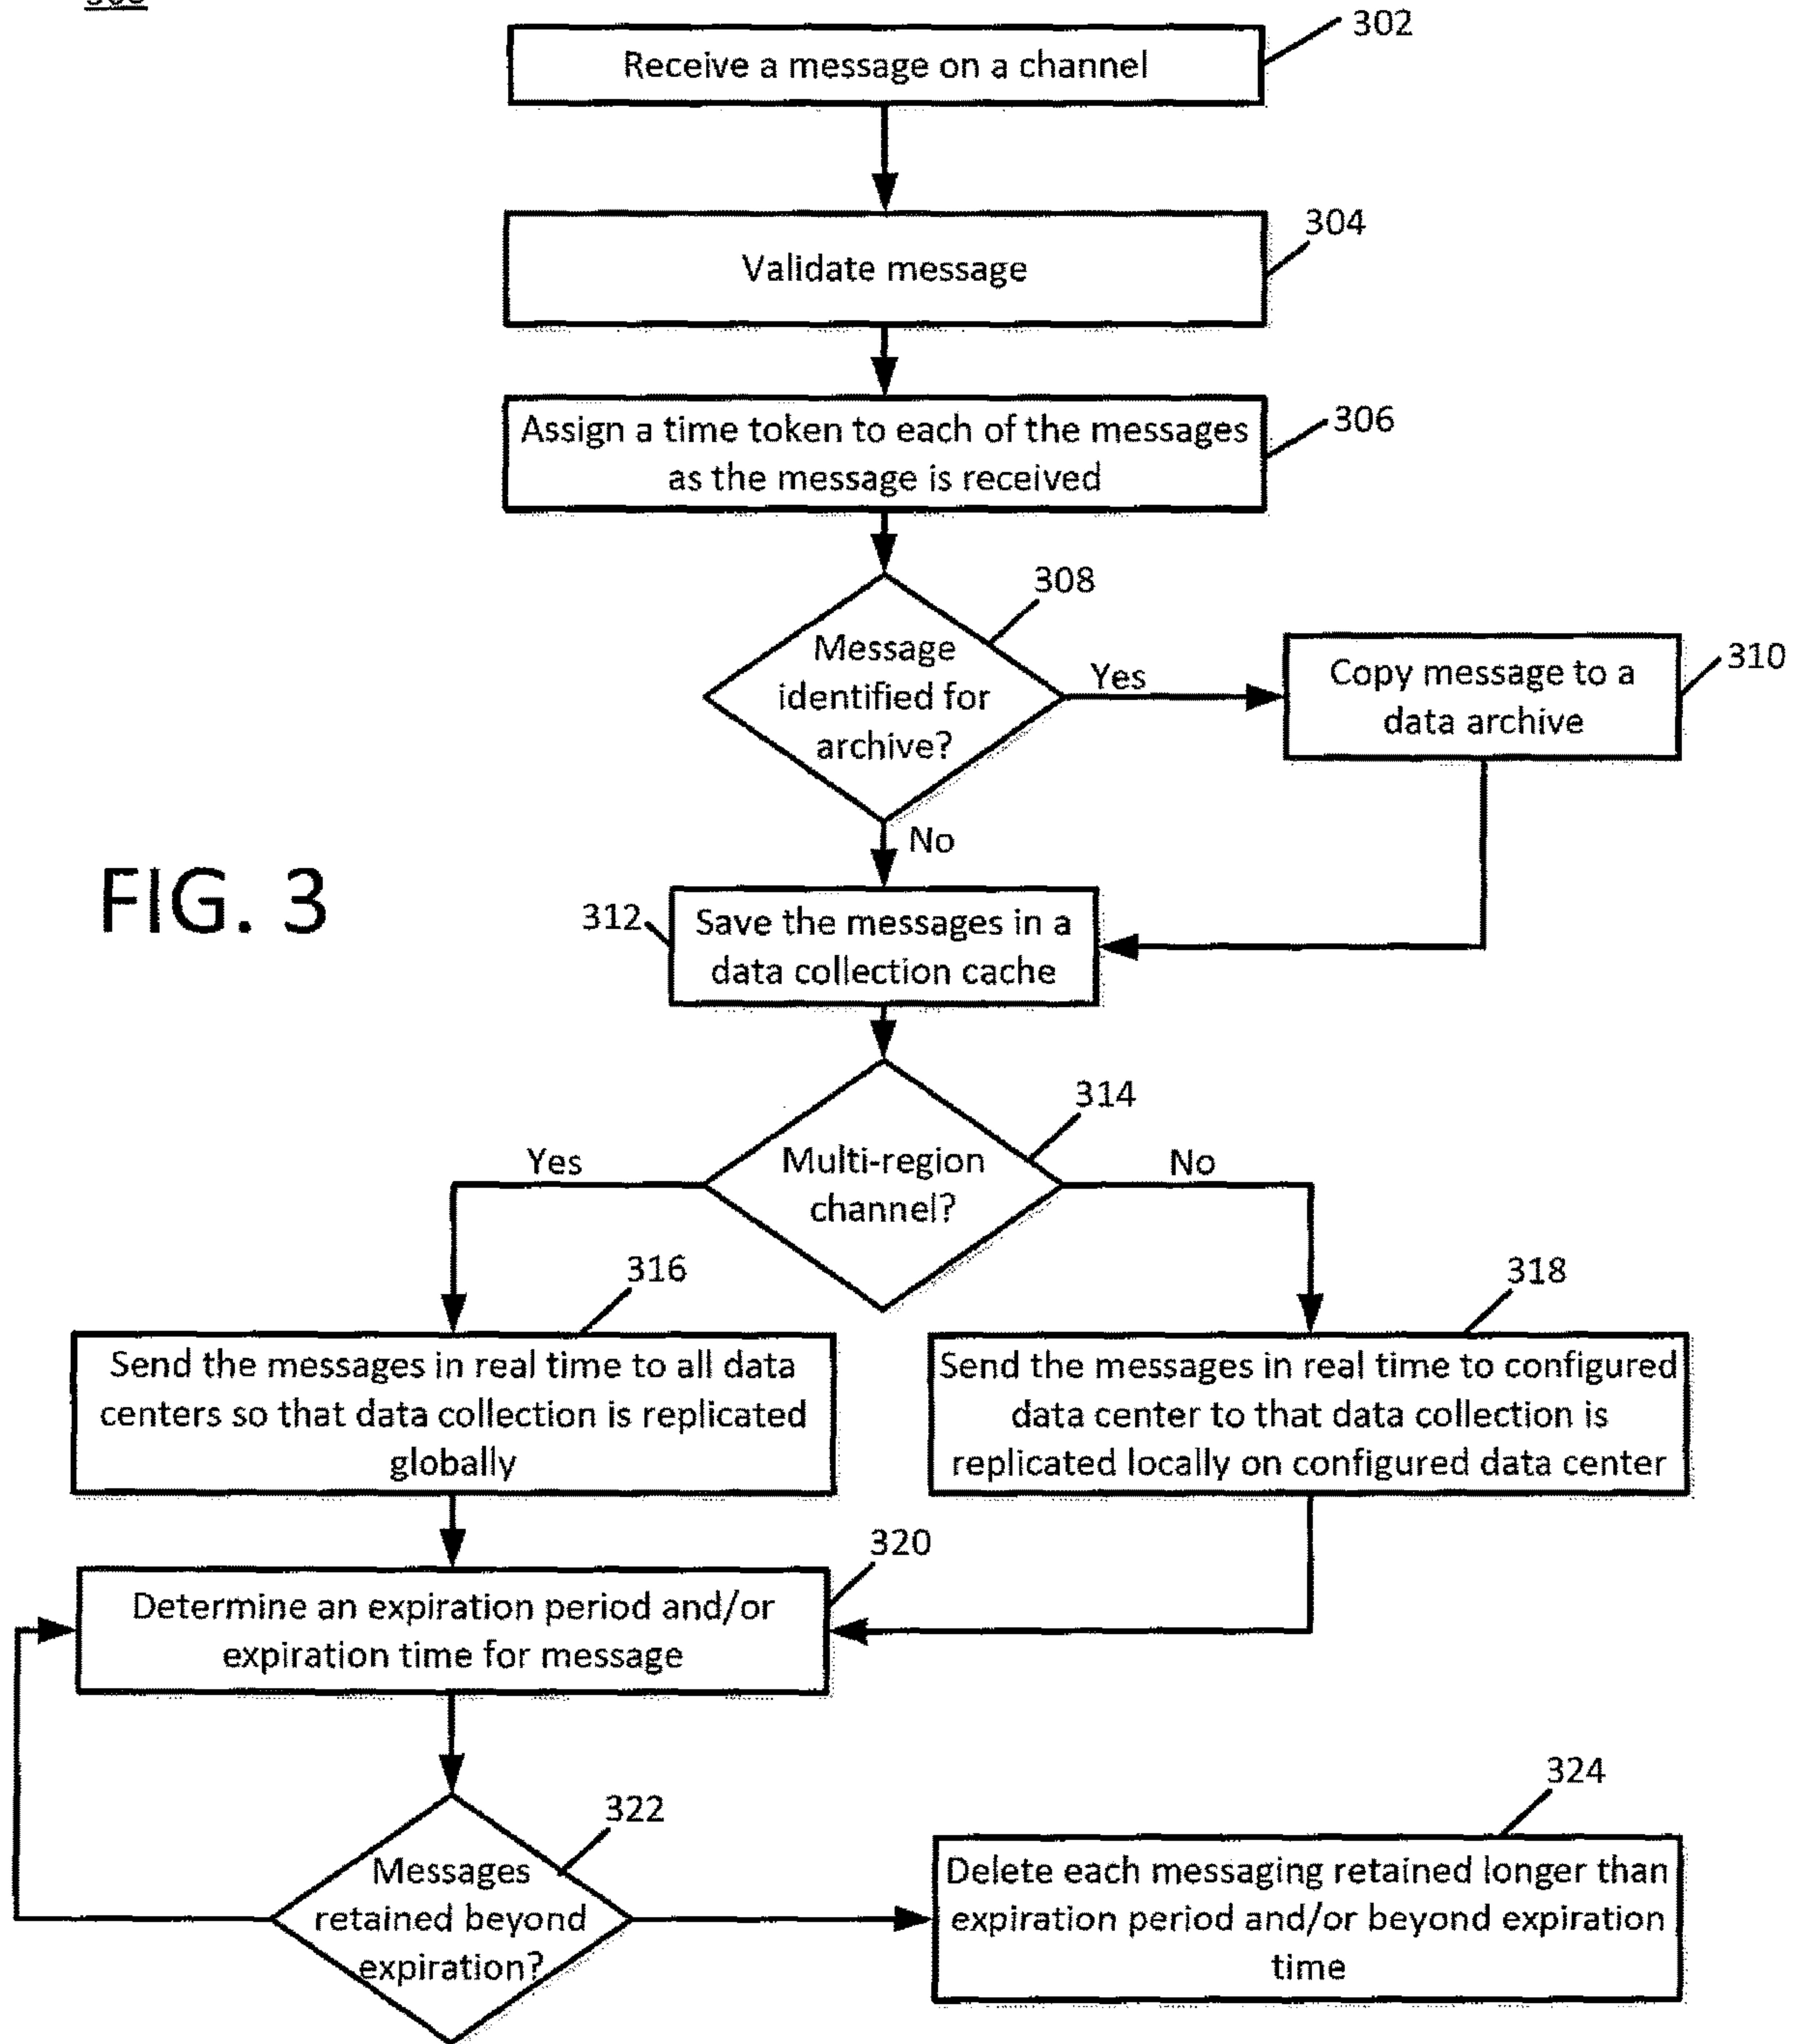 302
Receive a message on a channel
304
Validate message
306
Assign a time token to each of the messages
as the message is received
308
Message
identified for
archive?
Yes
310
Copy message to a
data archive
No
FIG. 3
312
Save the messages in a
data collection cache
314
Multi-region
channel?
Yes
No
316
Send the messages in real time to all data
centers so that data collection is replicated
globally
318
Send the messages in real time to configured
data center to that data collection is
replicated locally on configured data center
320
Determine an expiration period and/or
expiration time for message
322
Messages
retained beyond
expiration?
324
Delete each messaging retained longer than
expiration period and/or beyond expiration
time